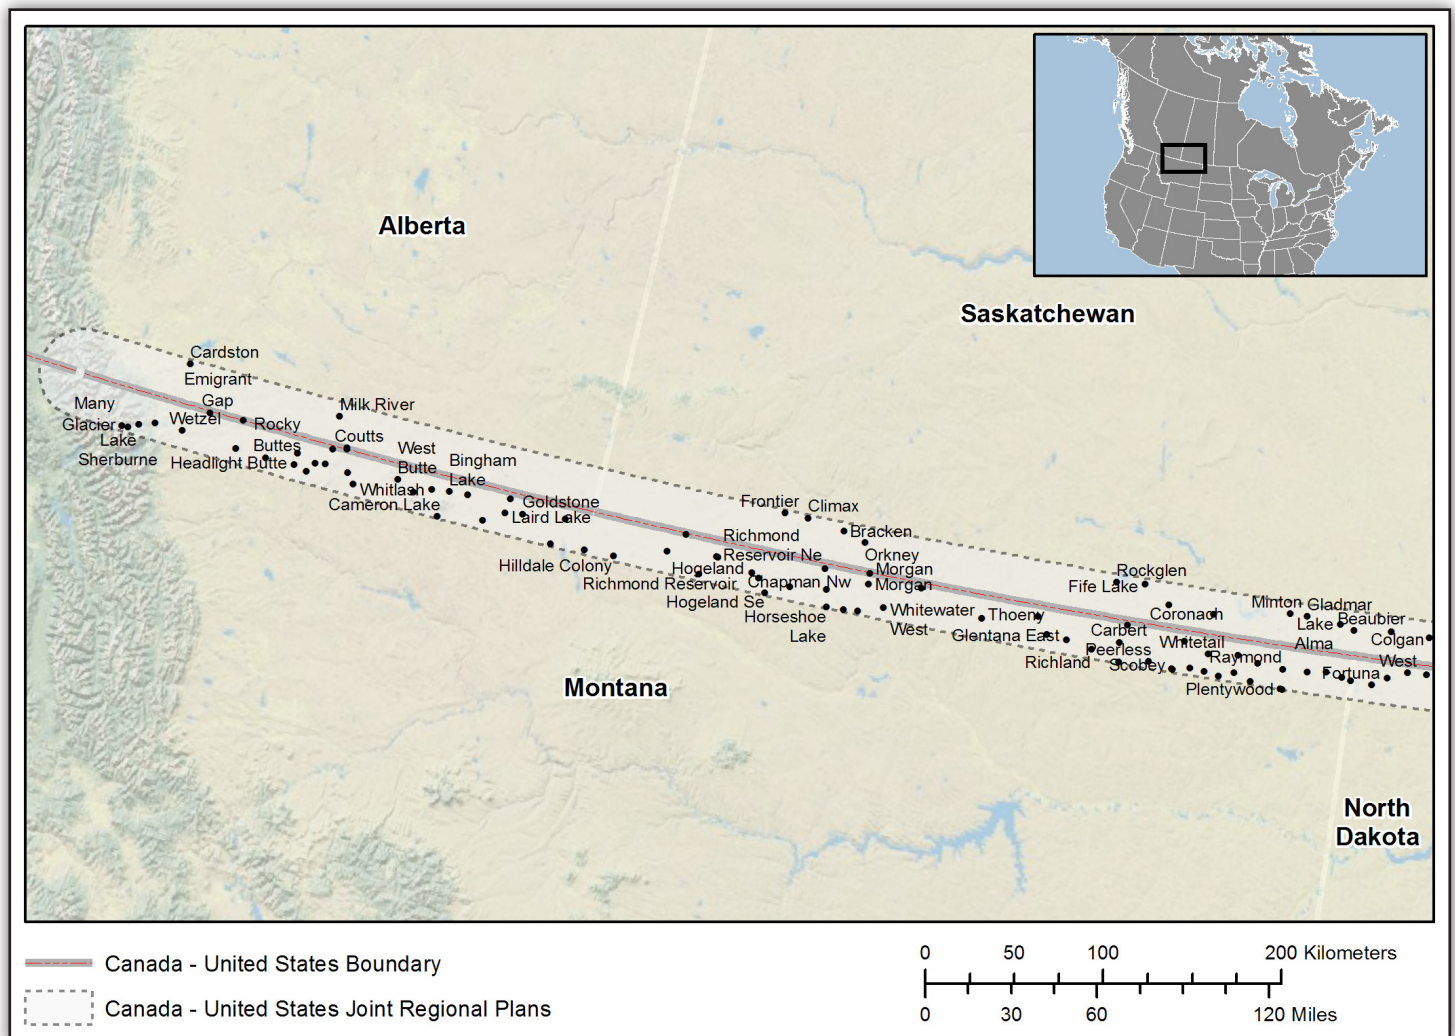 Alberta
Saskatchewan
Cardston
Emigrant
Gap
Many
Glacier
Lake
Sherburne
Wetzel
Rocky
Buttes
Headlight Butte
Milk River
Coutts
West
Butte
Bingham
Lake
Whitlash
Cameron Lake
Goldstone
Laird Lake
Hilldale Colony
Frontier
Climax
Bracken
Orkney
Richmond
Reservoir Ne
Hogeland
Richmond Reservoir
Hogeland Se
Chapman Nw
Morgan
Morgan
Horseshoe
Lake
Whitewater
West
Thoeny
Glentana East
Richland
Rockglen
Fife Lake
Coronach
Carbert
Peerless
Scobey
Whitetail
Raymond
Plentywood
Minton
Gladmar
Lake
Alma
Beaubier
Colgan
West
Fortuna
Montana
North
Dakota
Canada - United States Boundary
Canada - United States Joint Regional Plans
0 50 100 200 Kilometers
0 30 60 120 Miles